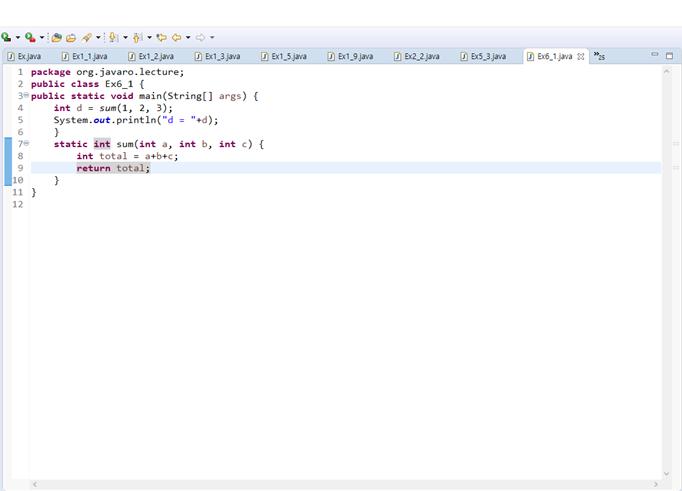 Ex.java Ex1_1.java Ex1_2.java Ex1_3.java Ex1_5.java Ex1_9.java Ex2_2.java Ex5_3.java Ex6_1.java »25
1 package org.javaro.lecture;
2 public class Ex6_1 {
3 public static void main(String[] args) {
4 int d = sum(1, 2, 3);
5 System.out.println("d = "+d);
6 }
7 static int sum(int a, int b, int c) {
8 int total = a+b+c;
9 return total;
10 }
11 }
12